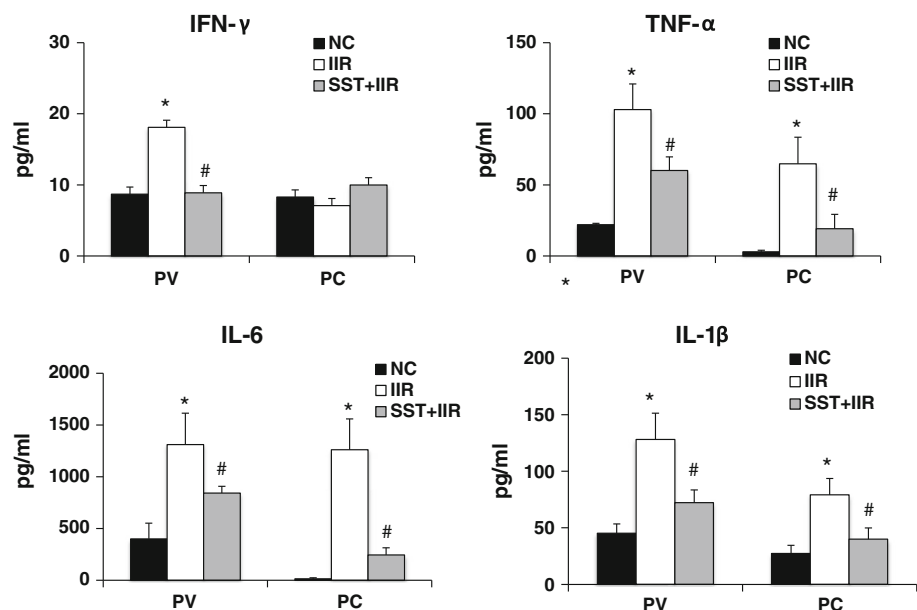 IFN-γ
30
20
10
0
pg/ml
NC
IIR
SST+IIR
*
#
PV
PC
TNF-α
150
100
50
0
pg/ml
NC
IIR
SST+IIR
*
#
*
#
PV
PC
*
IL-6
2000
1500
1000
500
0
pg/ml
NC
IIR
SST+IIR
*
#
*
#
PV
PC
IL-1β
200
150
100
50
0
pg/ml
NC
IIR
SST+IIR
*
#
*
#
PV
PC